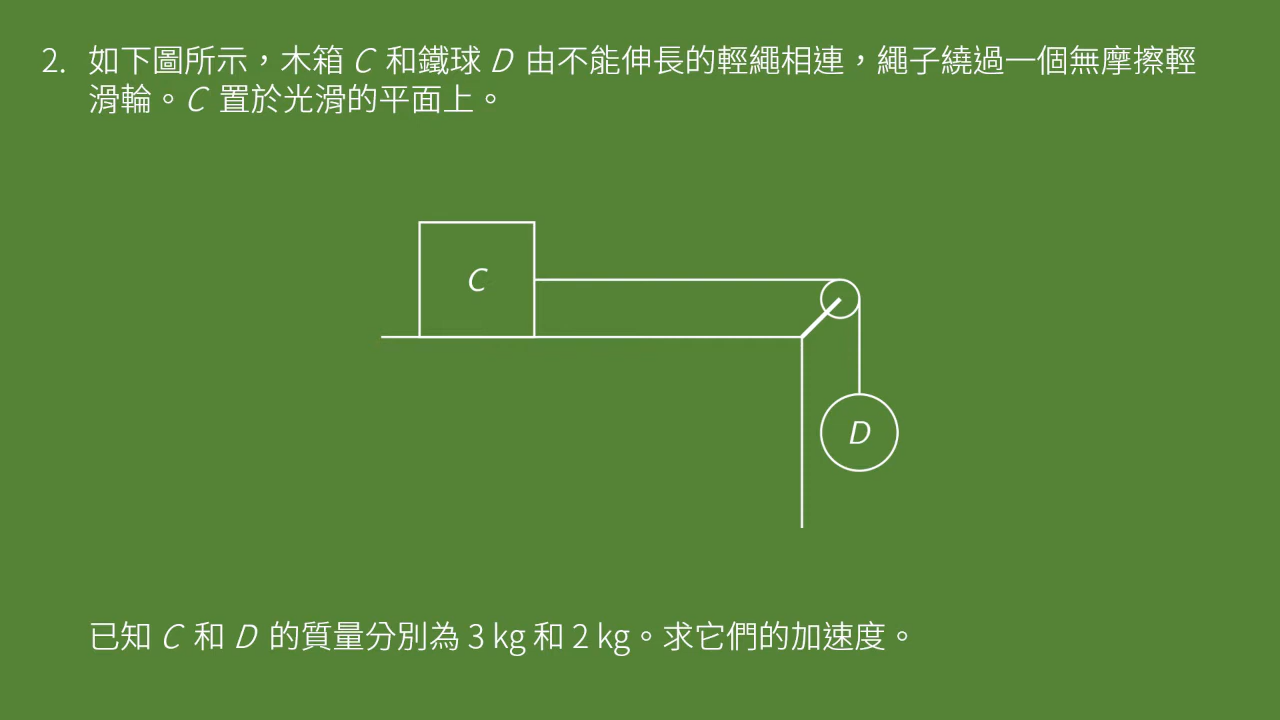 2. 如下圖所示，木箱 C 和鐵球 D 由不能伸長的輕繩相連，繩子繞過一個無摩擦輕
滑輪。C 置於光滑的平面上。
C
D
已知 C 和 D 的質量分別為 3 kg 和 2 kg。求它們的加速度。